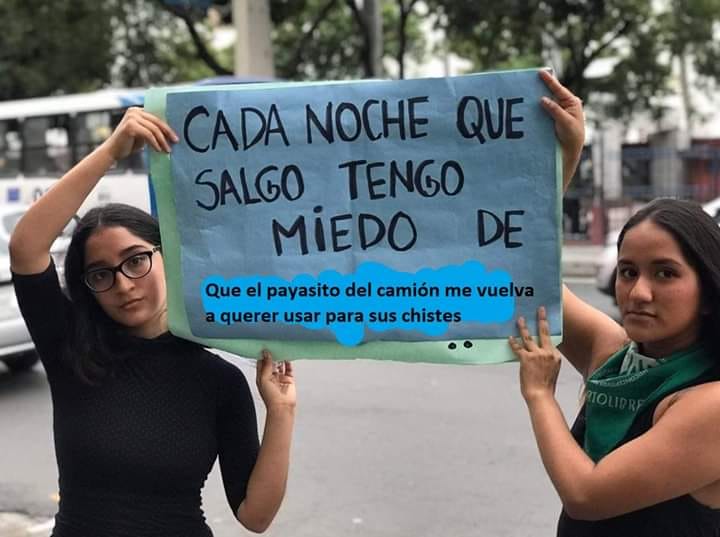 CADA NOCHE QUE
SALGO TENGO
MiEDO DE
Que el payasito del camión me vuelva
a querer usar para sus chistes
RIOLIBRE